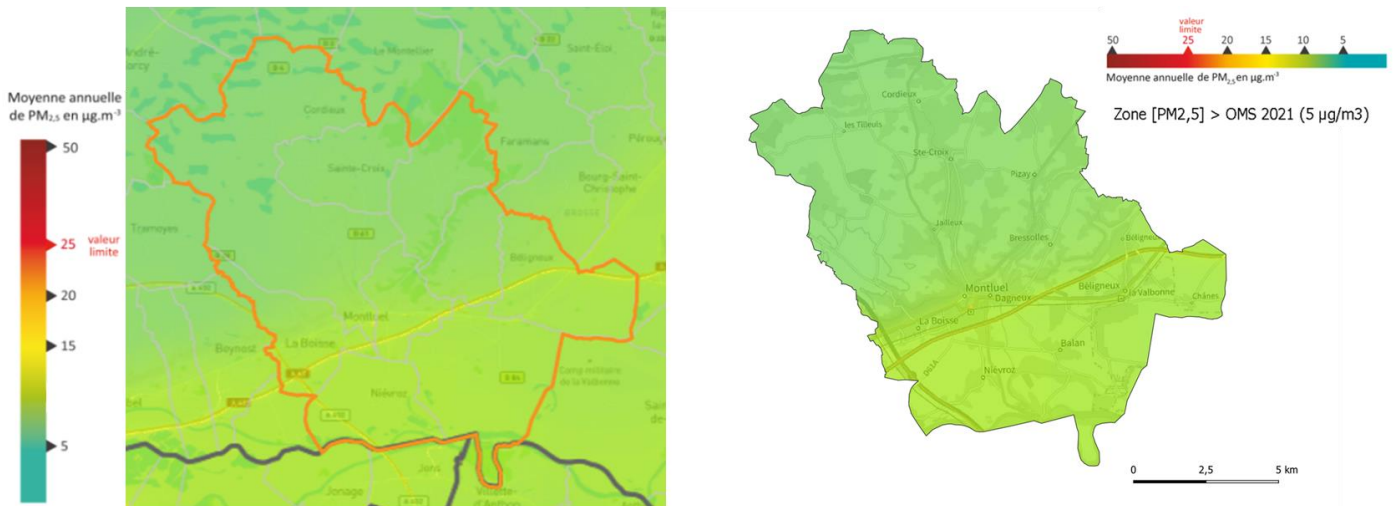 Moyenne annuelle
de PM2,5 en µg.m-3
50
25 valeur
limite
20
15
5
Le Montellier
Saint-Éloi
Cordieux
Faramans
Sainte-Croix
Bourg-Saint-
Christophe
Tramoyes
Béligneux
Montluel
Beynost
La Boisse
Camp militaire
de la Valbonne
Niévroz
Jons
Jonage
Villette-
d'Anthon
valeur
limite
50 25 20 15 10 5
Moyenne annuelle de PM2,5 en µg.m-3
Zone [PM2,5] > OMS 2021 (5 µg/m3)
Cordieux
les Tilleuls
Ste-Croix
Pizay
Jailleux
Bressolles
Béligneux
Montluel
Dagneux
Béligneux
la Valbonne
Chânes
La Boisse
Balan
Niévroz
0 2,5 5 km